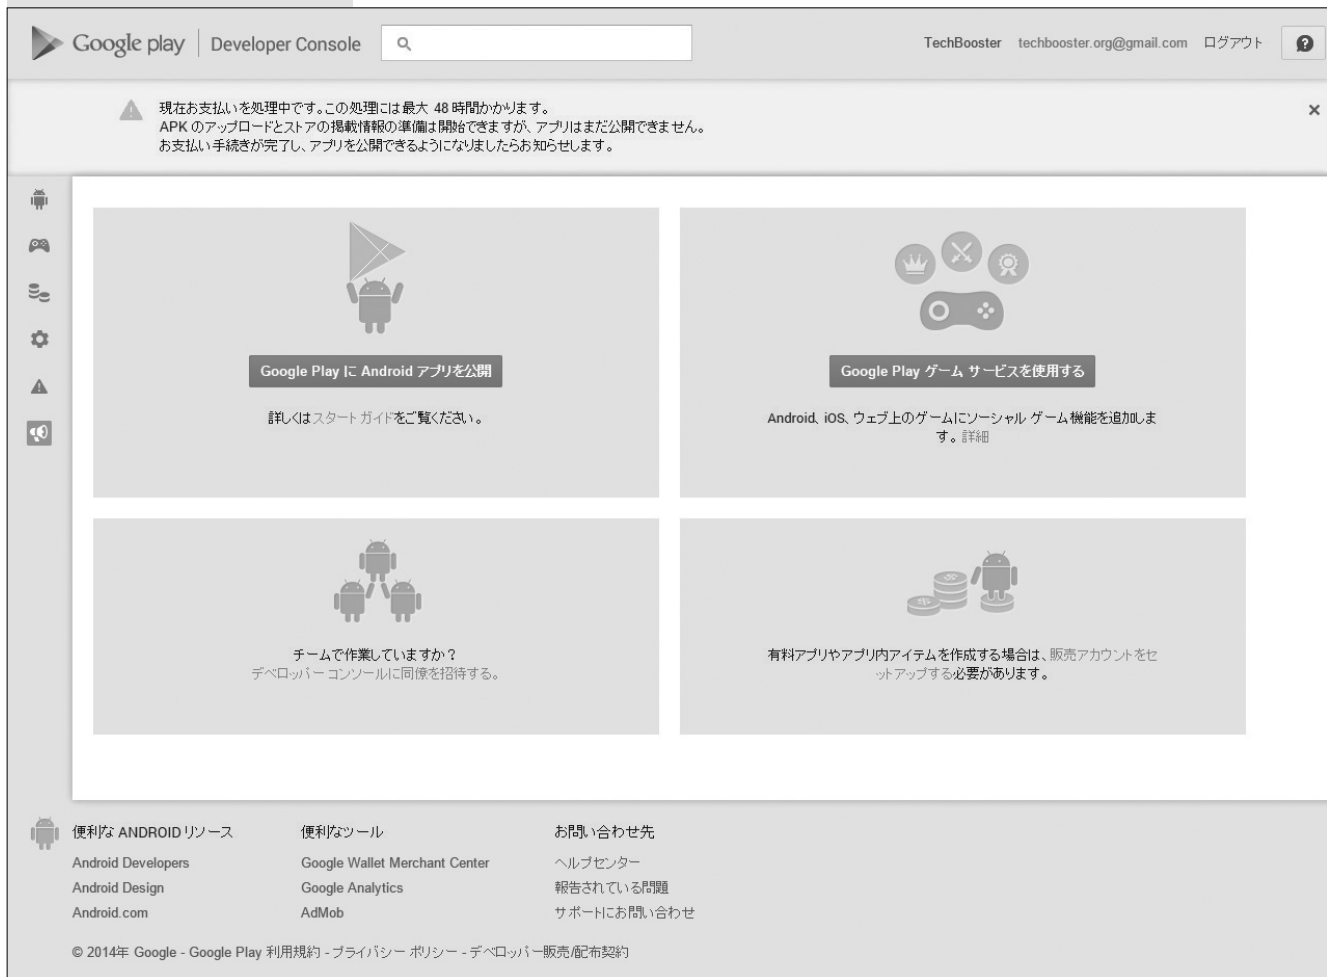 Google play | Developer Console
TechBooster techbooster.org@gmail.com ログアウト
現在お支払いを処理中です。この処理には最大 48 時間かかります。
APK のアップロードとストアの掲載情報の準備は開始できますが、アプリはまだ公開できません。
お支払い手続きが完了し、アプリを公開できるようになりましたらお知らせします。
Google Play に Android アプリを公開
詳しくはスタートガイドをご覧ください。
Google Play ゲーム サービスを使用する
Android、iOS、ウェブ上のゲームにソーシャル ゲーム機能を追加しま
す。詳細
チームで作業していますか？
デベロッパー コンソールに同僚を招待する。
有料アプリやアプリ内アイテムを作成する場合は、販売アカウントをセ
ットアップする必要があります。
便利な ANDROID リソース
Android Developers
Android Design
Android.com
便利なツール
Google Wallet Merchant Center
Google Analytics
AdMob
お問い合わせ先
ヘルプセンター
報告されている問題
サポートにお問い合わせ
© 2014年 Google - Google Play 利用規約 - プライバシー ポリシー - デベロッパー販売/配布契約